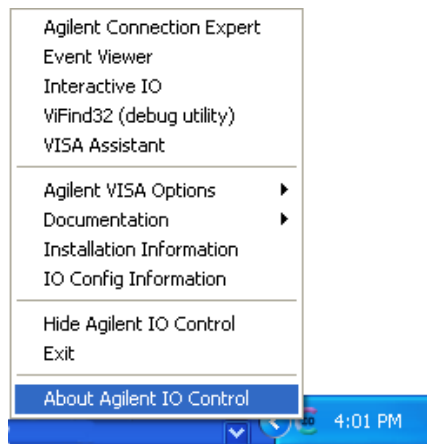 Agilent Connection Expert
Event Viewer
Interactive IO
ViFind32 (debug utility)
VISA Assistant
Agilent VISA Options
Documentation
Installation Information
IO Config Information
Hide Agilent IO Control
Exit
About Agilent IO Control
IO 4:01 PM